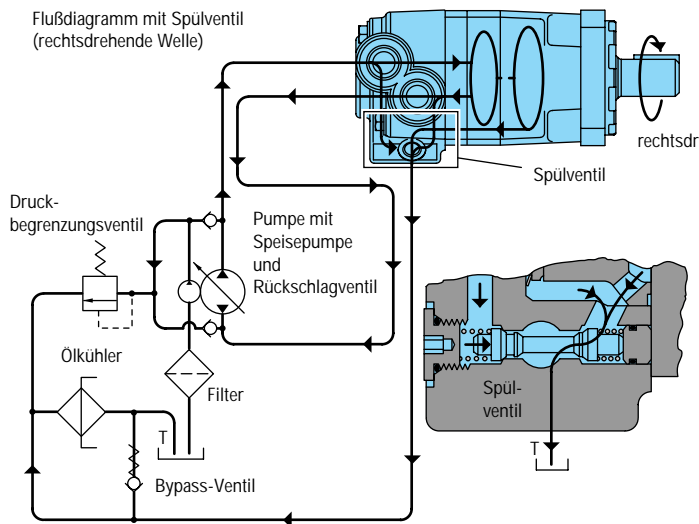 Flußdiagramm mit Spülventil
(rechtsdrehende Welle)
rechtsdr
Spülventil
Druck-
begrenzungsventil
Pumpe mit
Speisepumpe
und
Rückschlagventil
Ölkühler
Filter
T
Bypass-Ventil
Spül-
ventil
T